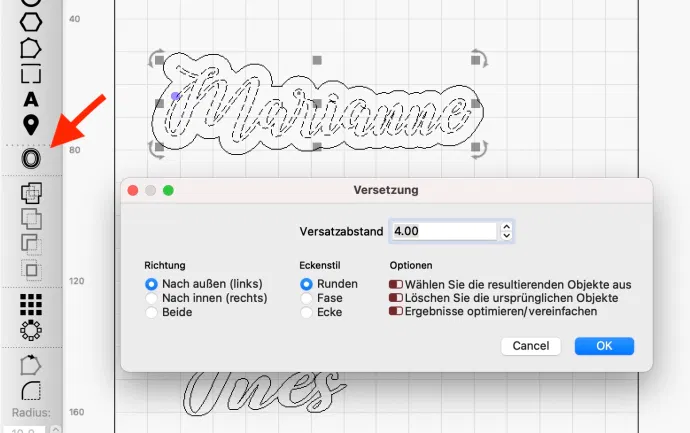 40
A
Marianne
80
Versetzung
Versatzabstand 4.00
Richtung
Nach außen (links)
Nach innen (rechts)
Beide
Eckenstil
Runden
Fase
Ecke
Optionen
Wählen Sie die resultierenden Objekte aus
Löschen Sie die ursprünglichen Objekte
Ergebnisse optimieren/vereinfachen
120
Cancel
OK
Ines
160
Radius:
10.0